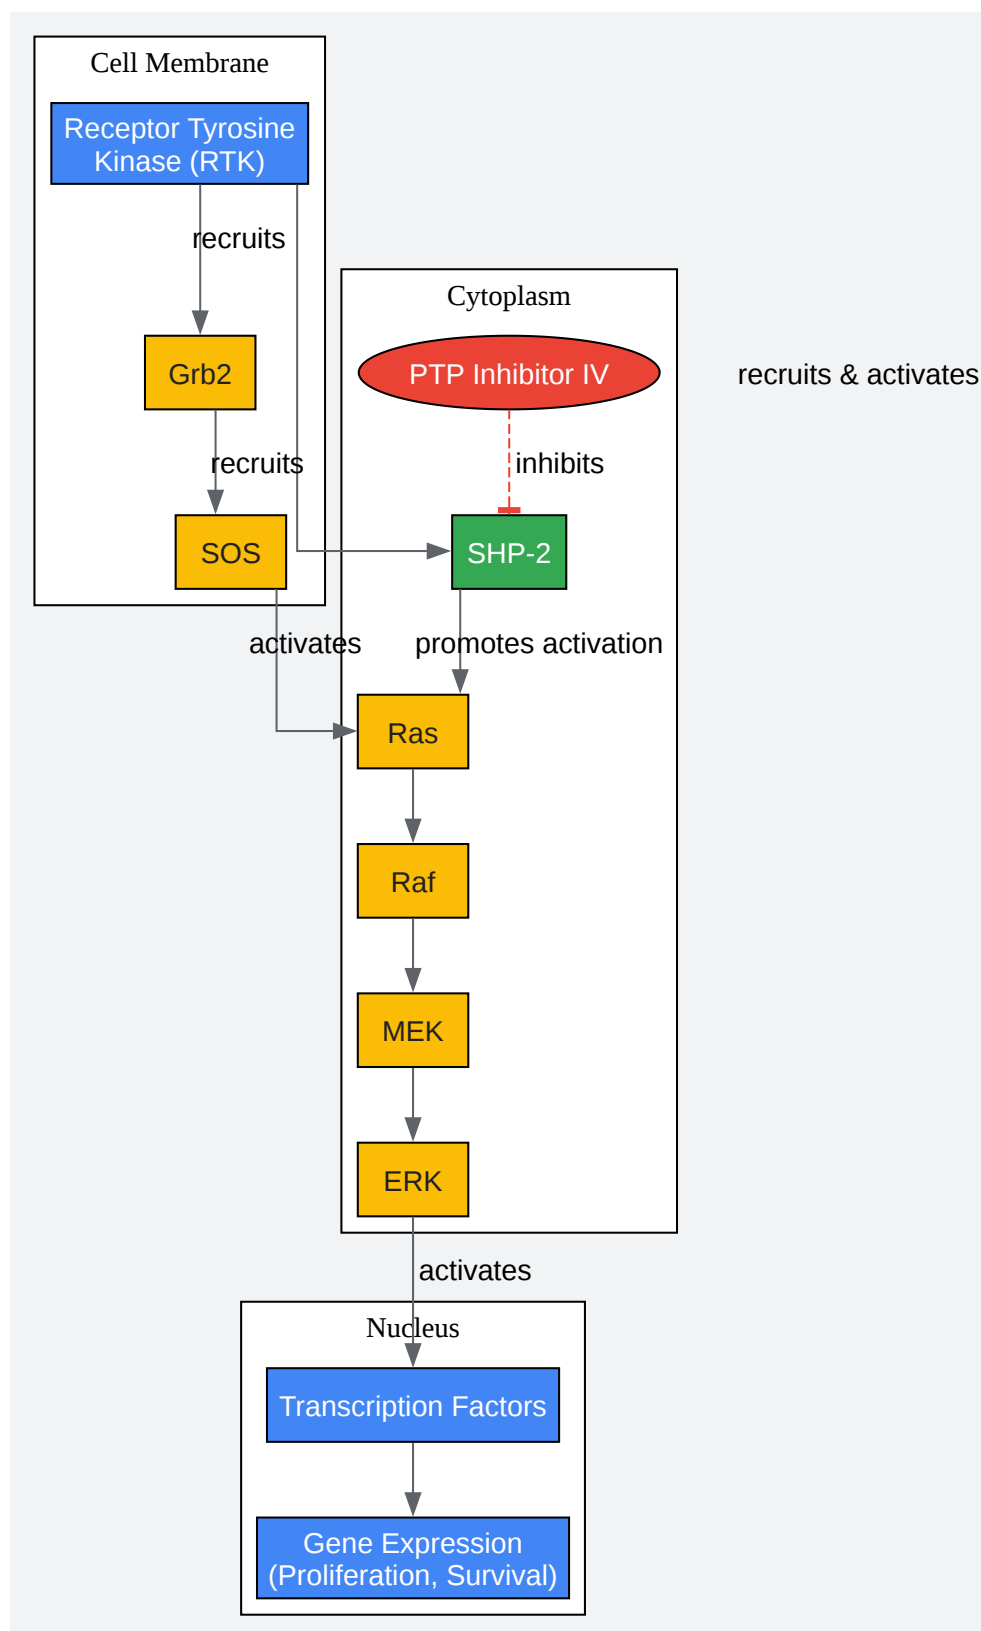 Cell Membrane
Receptor Tyrosine
Kinase (RTK)
recruits
Cytoplasm
Grb2
PTP Inhibitor IV
recruits & activates
recruits
inhibits
SOS
SHP-2
activates
promotes activation
Ras
Raf
MEK
ERK
activates
Nucleus
Transcription Factors
Gene Expression
(Proliferation, Survival)